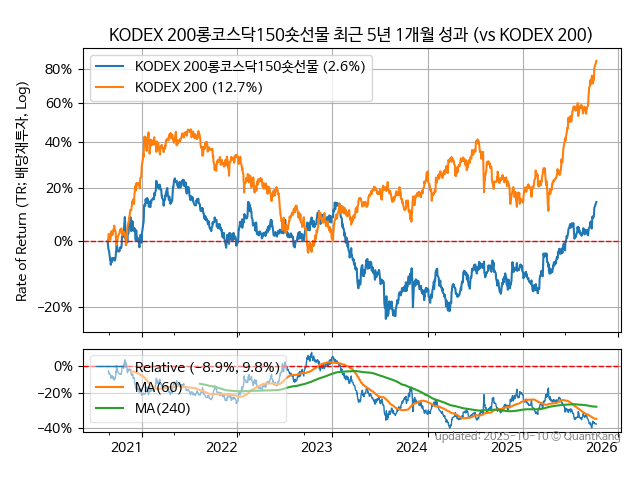 KODEX 200롱코스닥150숏선물 최근 5년 1개월 성과 (vs KODEX 200)
Rate of Return (TR: 배당재투자, Log)
KODEX 200롱코스닥150숏선물 (2.6%)
KODEX 200 (12.7%)
80%
60%
40%
20%
0%
−20%
Relative (-8.9%, 9.8%)
MA(60)
MA(240)
0%
−20%
−40%
updated: 2025-10-10 © QuantKang
2021 2022 2023 2024 2025 2026